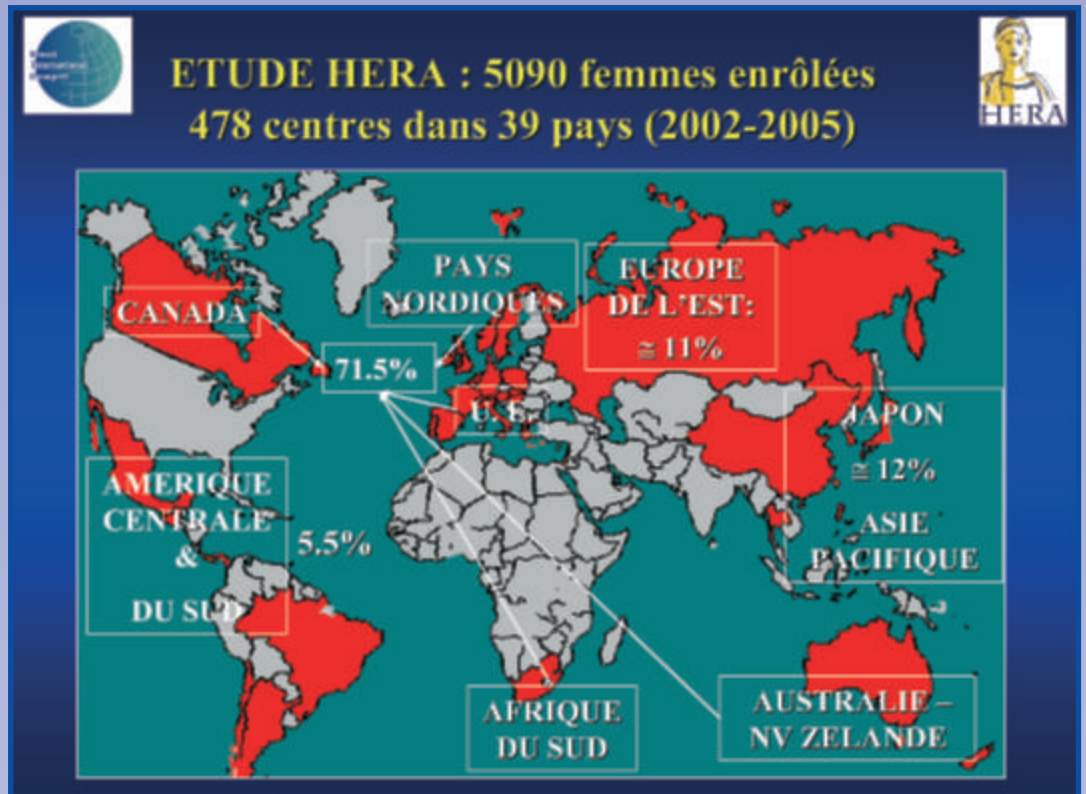 ETUDE HERA : 5090 femmes enrôlées
478 centres dans 39 pays (2002-2005)
HERA
PAYS
NORDIQUES
EUROPE
DE L'EST:
≅ 11%
CANADA
71.5%
U. E.
JAPON
≅ 12%
ASIE
PACIFIQUE
AMERIQUE
CENTRALE
&
DU SUD
5.5%
AFRIQUE
DU SUD
AUSTRALIE –
NV ZELANDE